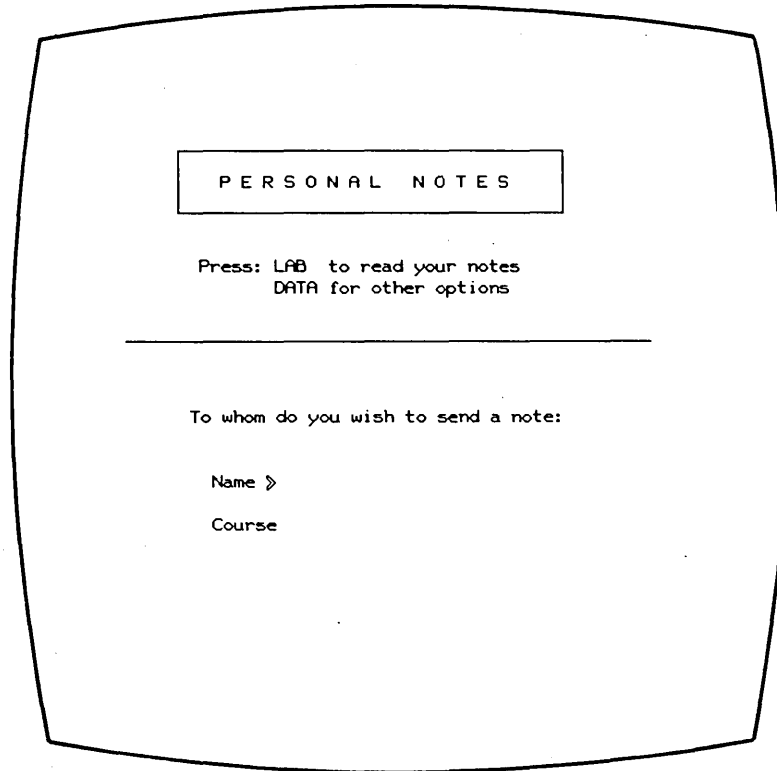 PERSONAL NOTES
Press: LAB to read your notes
DATA for other options
To whom do you wish to send a note:
Name ⟫
Course